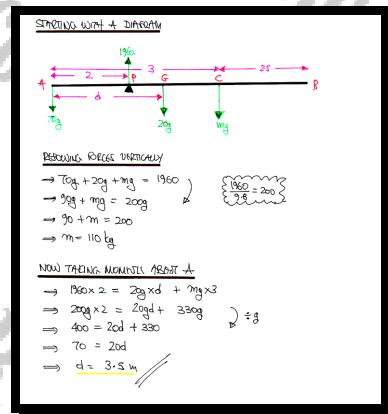 STARTING WITH A DIAGRAM
1960
2 3 25
A P G C B
d
70g 20g mg
RESOLVING FORCES VERTICALLY
⇒ 70g + 20g + mg = 1960
⇒ 90g + mg = 200g
⇒ 90 + m = 200
⇒ m = 110 kg
1960/9.8 = 200
NOW TAKING MOMENTS ABOUT A
⇒ 1960 × 2 = 20g × d + mg × 3
⇒ 200g × 2 = 20gd + 330g
÷ g
⇒ 400 = 20d + 330
⇒ 70 = 20d
⇒ d = 3.5 m